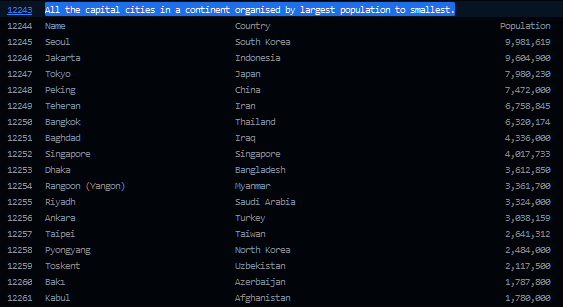 12243 All the capital cities in a continent organised by largest population to smallest.
12244 Name Country Population
12245 Seoul South Korea 9,981,619
12246 Jakarta Indonesia 9,604,900
12247 Tokyo Japan 7,980,230
12248 Peking China 7,472,000
12249 Teheran Iran 6,758,845
12250 Bangkok Thailand 6,320,174
12251 Baghdad Iraq 4,336,000
12252 Singapore Singapore 4,017,733
12253 Dhaka Bangladesh 3,612,850
12254 Rangoon (Yangon) Myanmar 3,361,700
12255 Riyadh Saudi Arabia 3,324,000
12256 Ankara Turkey 3,038,159
12257 Taipei Taiwan 2,641,312
12258 Pyongyang North Korea 2,484,000
12259 Toskent Uzbekistan 2,117,500
12260 Bakı Azerbaijan 1,787,800
12261 Kabul Afghanistan 1,780,000